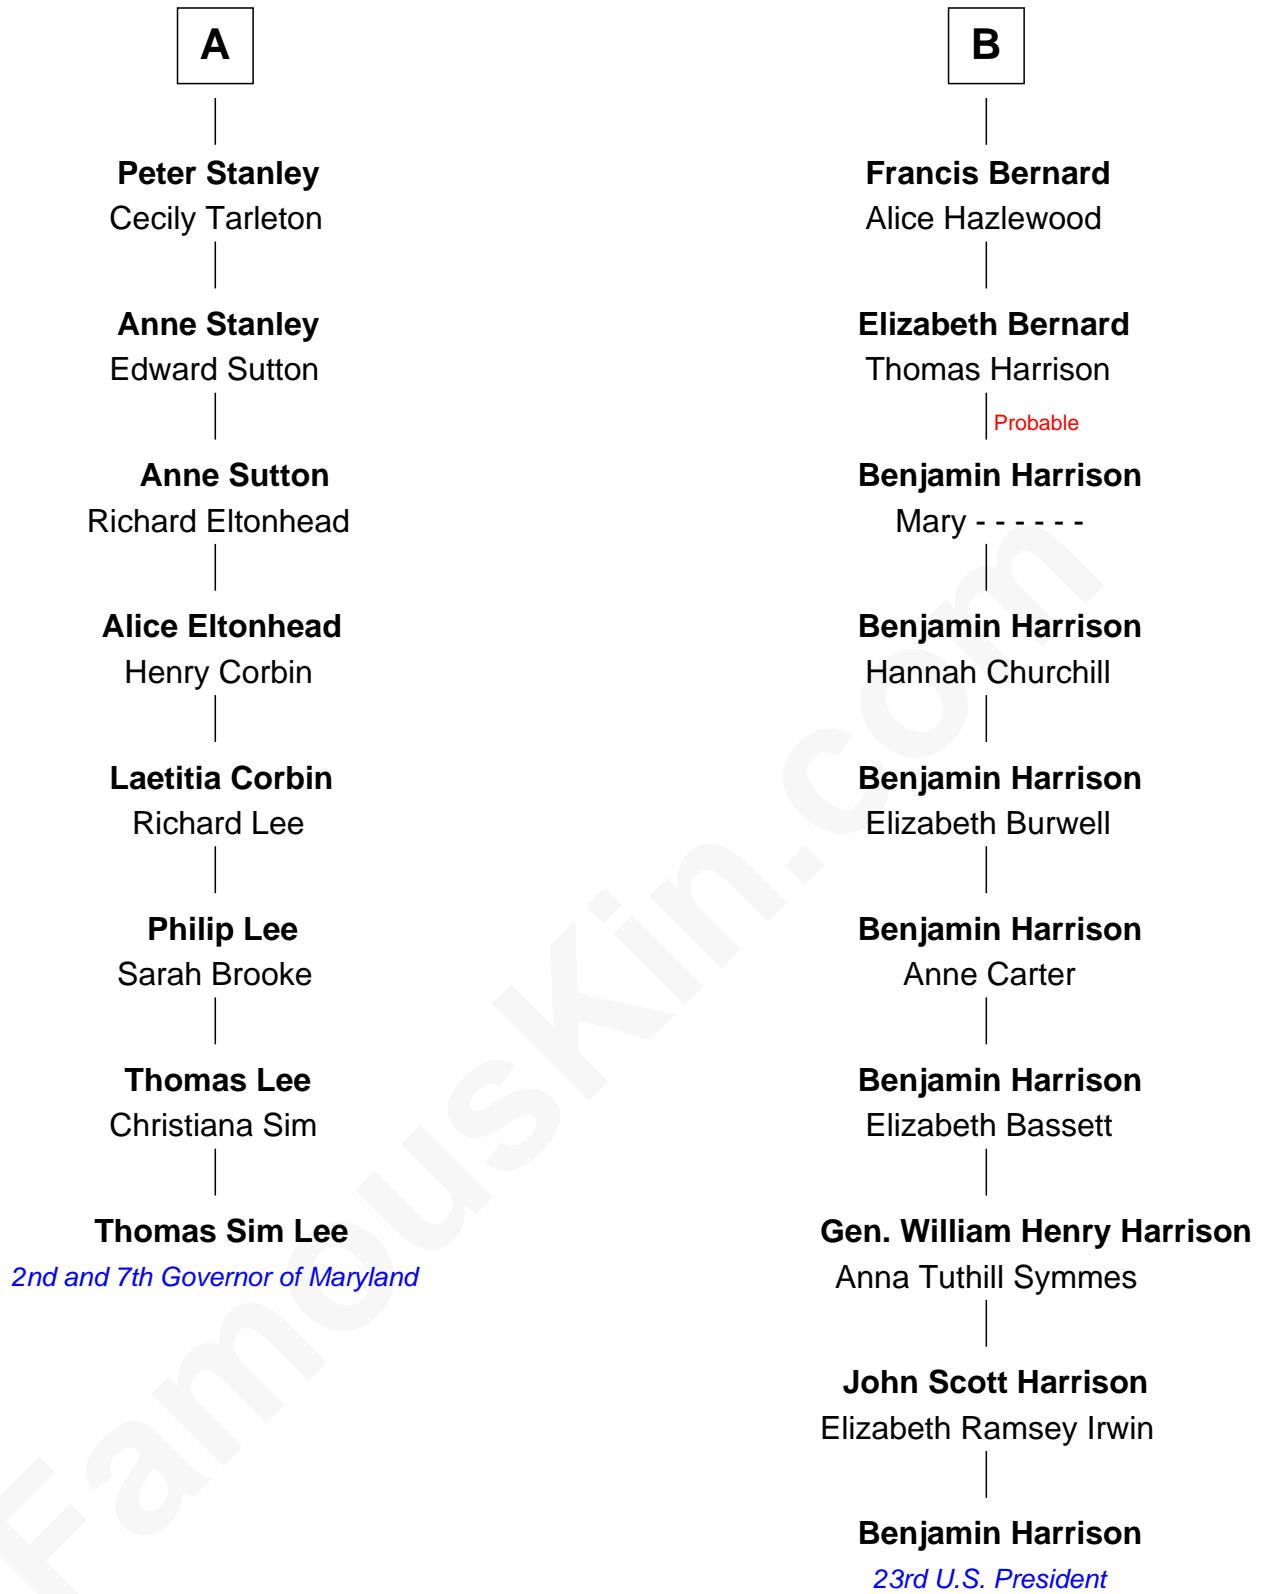 A
Peter Stanley
Cecily Tarleton
Anne Stanley
Edward Sutton
Anne Sutton
Richard Eltonhead
Alice Eltonhead
Henry Corbin
Laetitia Corbin
Richard Lee
Philip Lee
Sarah Brooke
Thomas Lee
Christiana Sim
Thomas Sim Lee
2nd and 7th Governor of Maryland
B
Francis Bernard
Alice Hazlewood
Elizabeth Bernard
Thomas Harrison
Probable
Benjamin Harrison
Mary - - - - - -
Benjamin Harrison
Hannah Churchill
Benjamin Harrison
Elizabeth Burwell
Benjamin Harrison
Anne Carter
Benjamin Harrison
Elizabeth Bassett
Gen. William Henry Harrison
Anna Tuthill Symmes
John Scott Harrison
Elizabeth Ramsey Irwin
Benjamin Harrison
23rd U.S. President
FamousKin.com